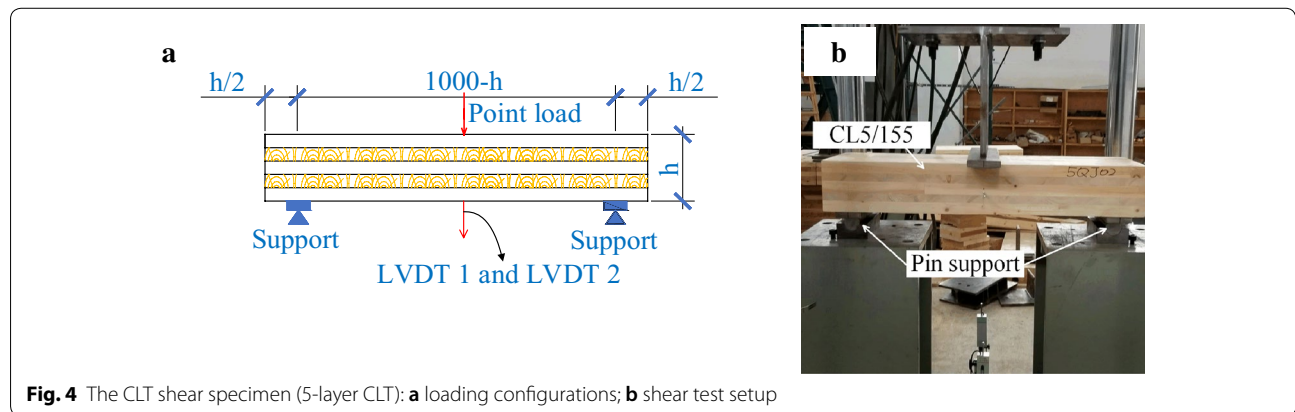 a
h/2
1000-h
h/2
Point load
h
Support
Support
LVDT 1 and LVDT 2
b
CL5/155
5QJ02
Pin support
Fig. 4 The CLT shear specimen (5-layer CLT): a loading configurations; b shear test setup